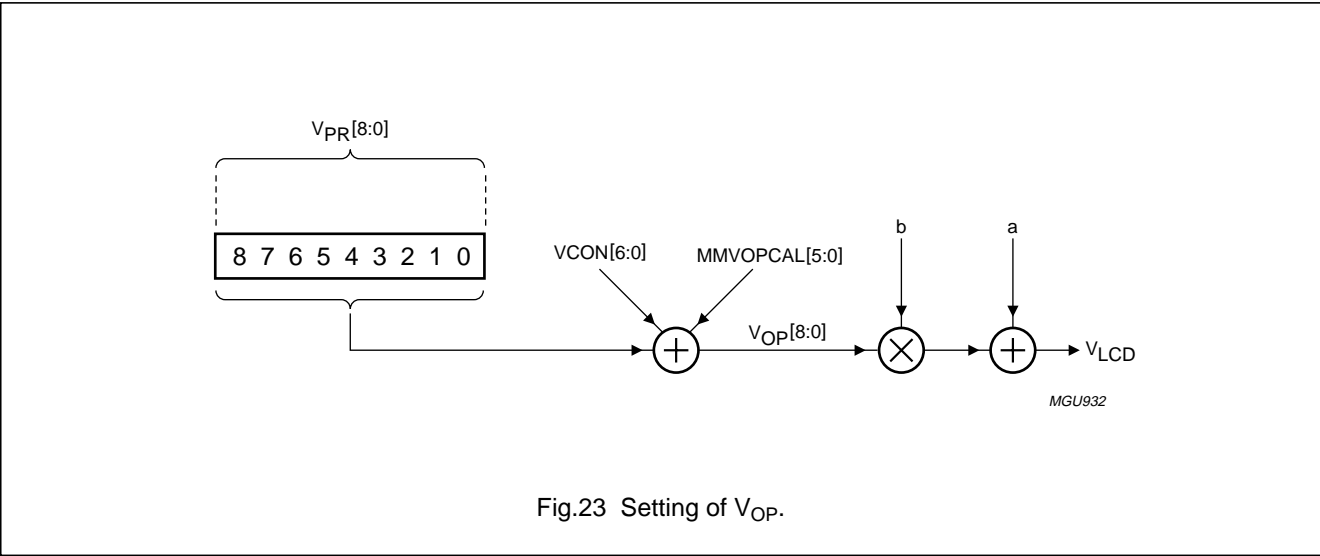 VPR[8:0]
8 7 6 5 4 3 2 1 0
VCON[6:0]
MMVOPCAL[5:0]
b
a
VOP[8:0]
VLCD
MGU932
Fig.23 Setting of VOP.